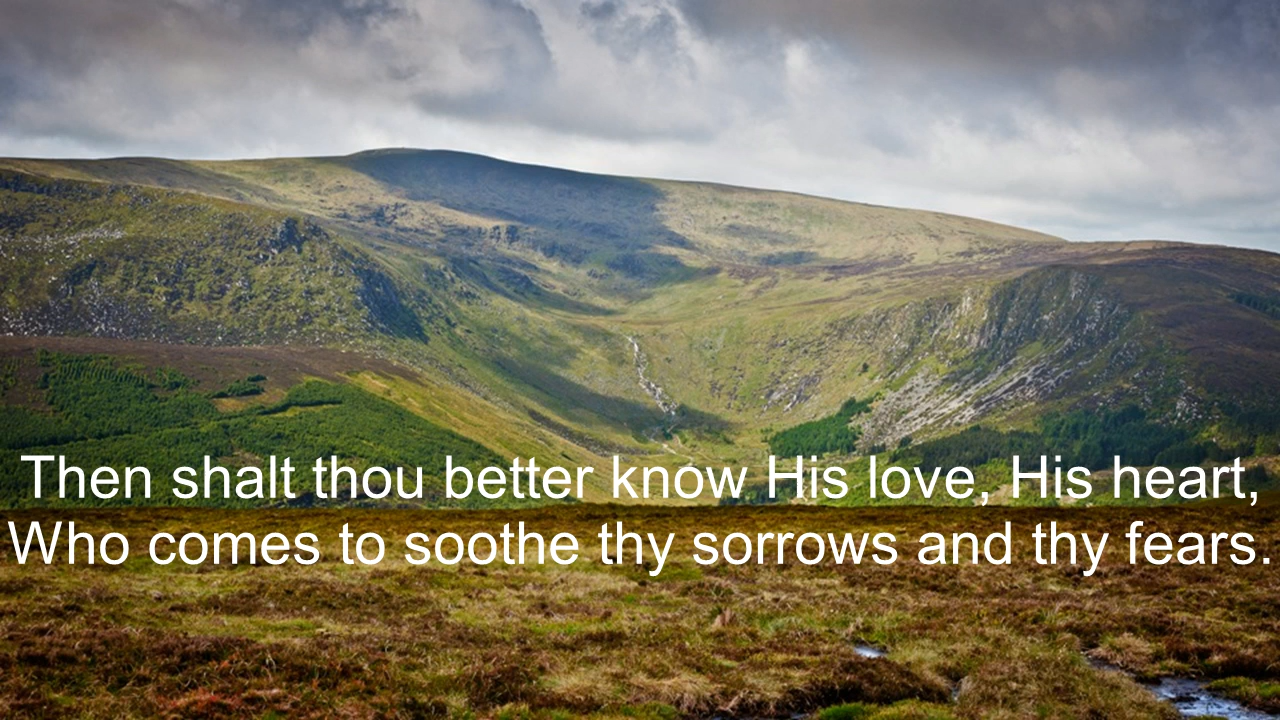 Then shalt thou better know His love, His heart,
Who comes to soothe thy sorrows and thy fears.